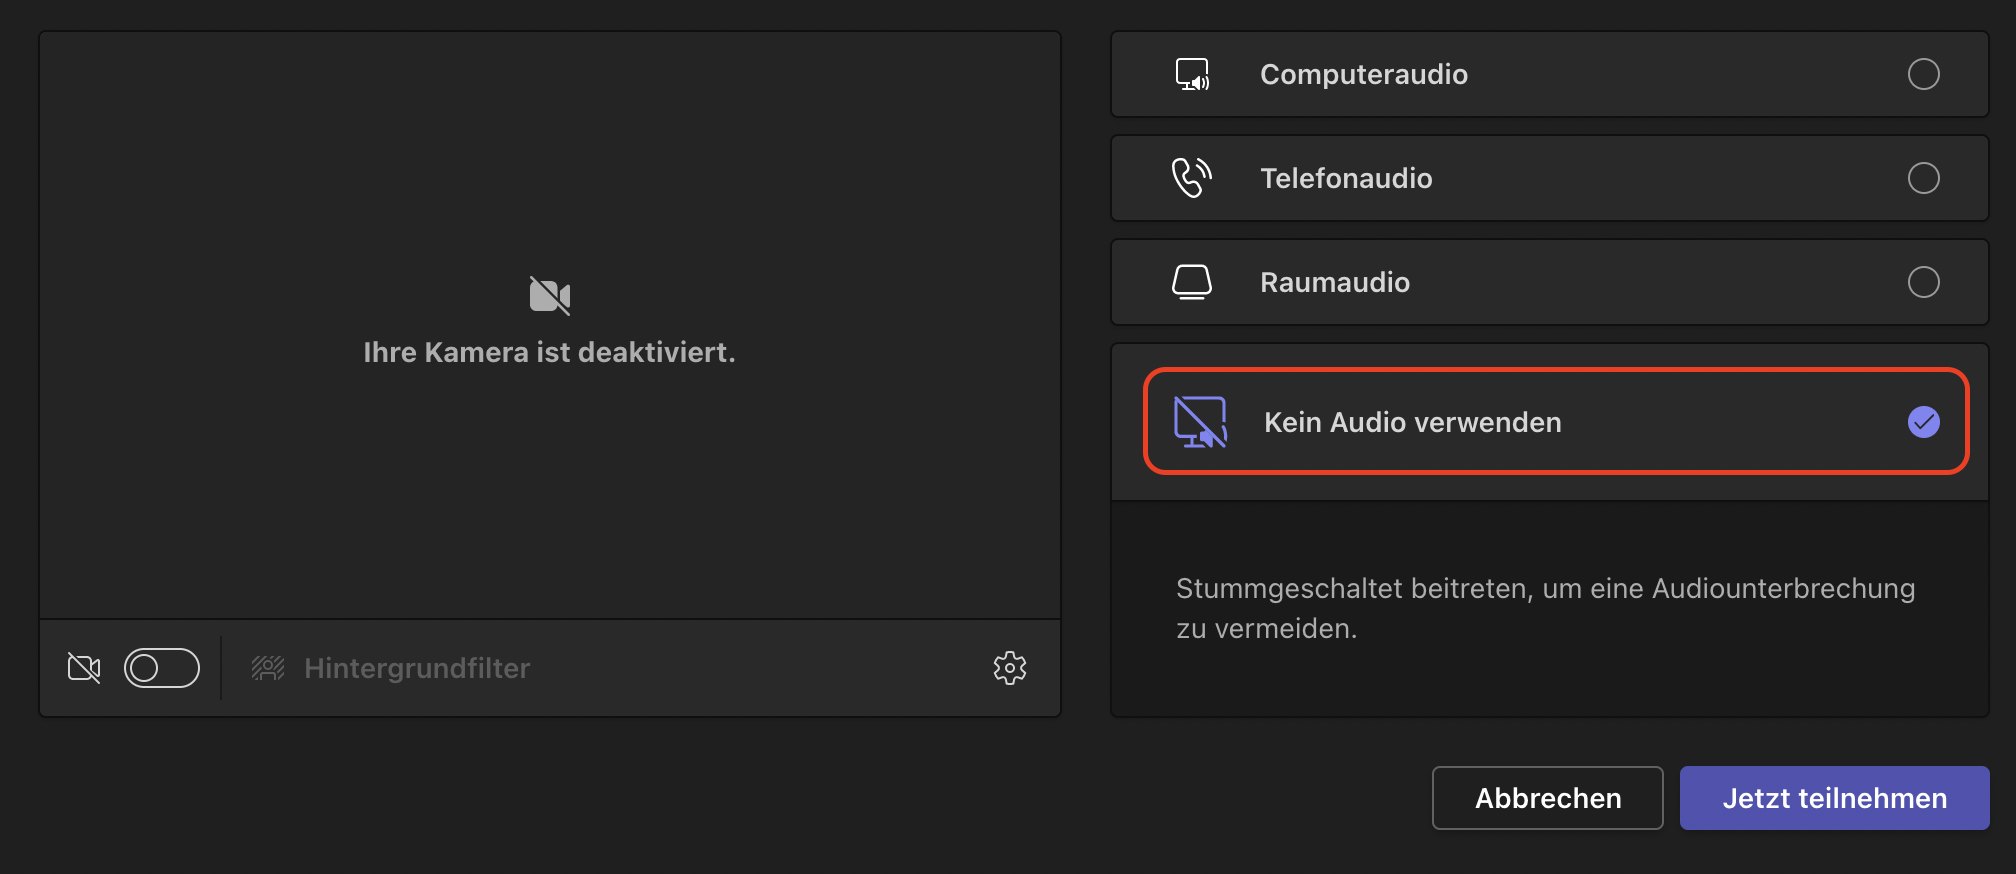 Ihre Kamera ist deaktiviert.
Hintergrundfilter
Computeraudio
Telefonaudio
Raumaudio
Kein Audio verwenden
Stummgeschaltet beitreten, um eine Audiounterbrechung
zu vermeiden.
Abbrechen
Jetzt teilnehmen